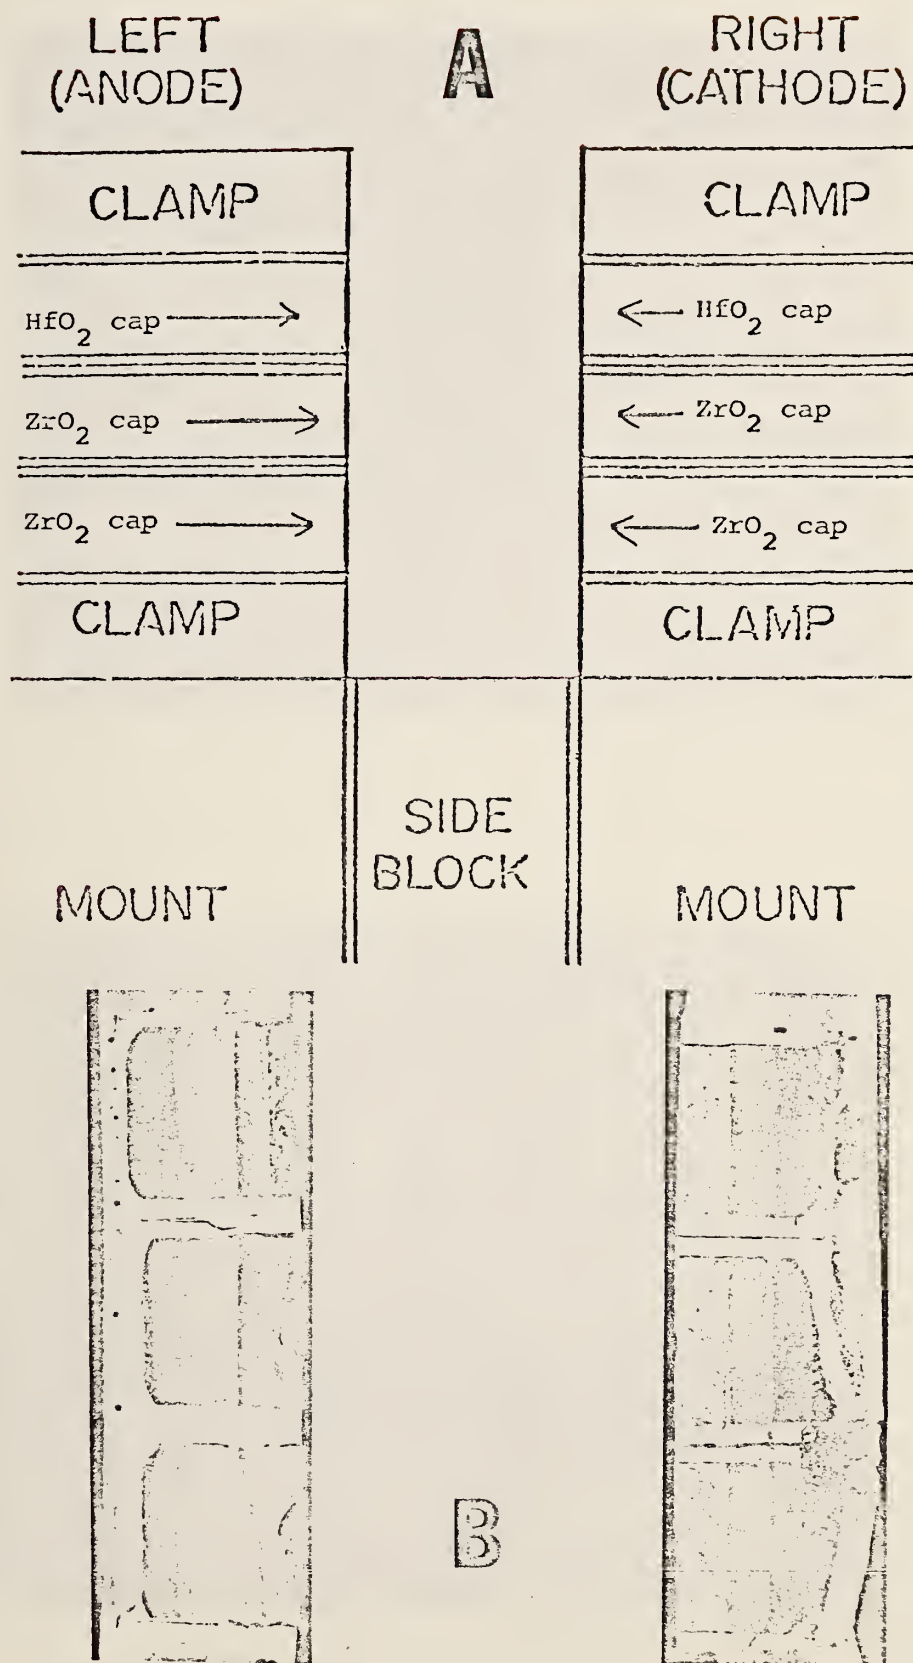 LEFT
(ANODE)
A
RIGHT
(CATHODE)
CLAMP
CLAMP
HfO2 cap
HfO2 cap
ZrO2 cap
ZrO2 cap
ZrO2 cap
ZrO2 cap
CLAMP
CLAMP
SIDE
BLOCK
MOUNT
MOUNT
B